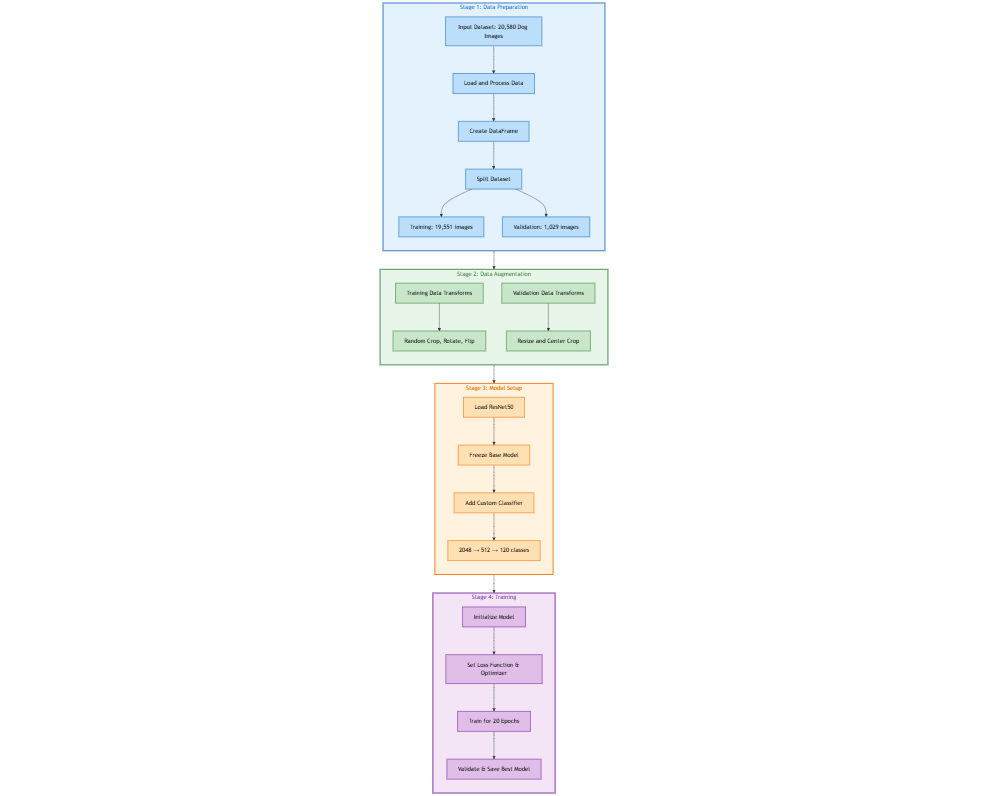 Stage 1: Data Preparation
Input Dataset: 20,580 Dog
Images
Load and Process Data
Create DataFrame
Split Dataset
Training: 19,551 images
Validation: 1,029 images
Stage 2: Data Augmentation
Training Data Transforms
Validation Data Transforms
Random Crop, Rotate, Flip
Resize and Center Crop
Stage 3: Model Setup
Load ResNet50
Freeze Base Model
Add Custom Classifier
2048 → 512 → 120 classes
Stage 4: Training
Initialize Model
Set Loss Function &
Optimizer
Train for 20 Epochs
Validate & Save Best Model